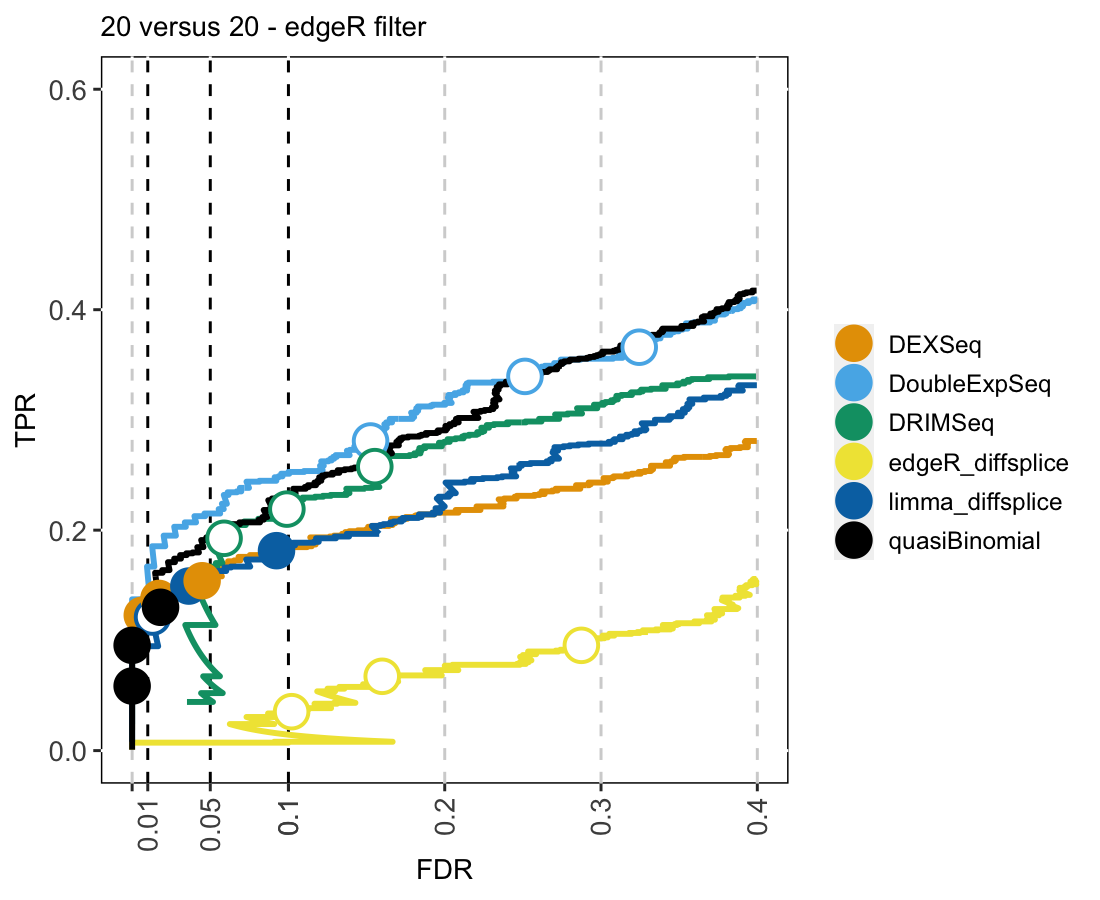 20 versus 20 - edgeR filter
TPR
0.6
0.4
0.2
0.0
0.01
0.05
0.1
0.2
0.3
0.4
FDR
DEXSeq
DoubleExpSeq
DRIMSeq
edgeR_diffsplice
limma_diffsplice
quasiBinomial